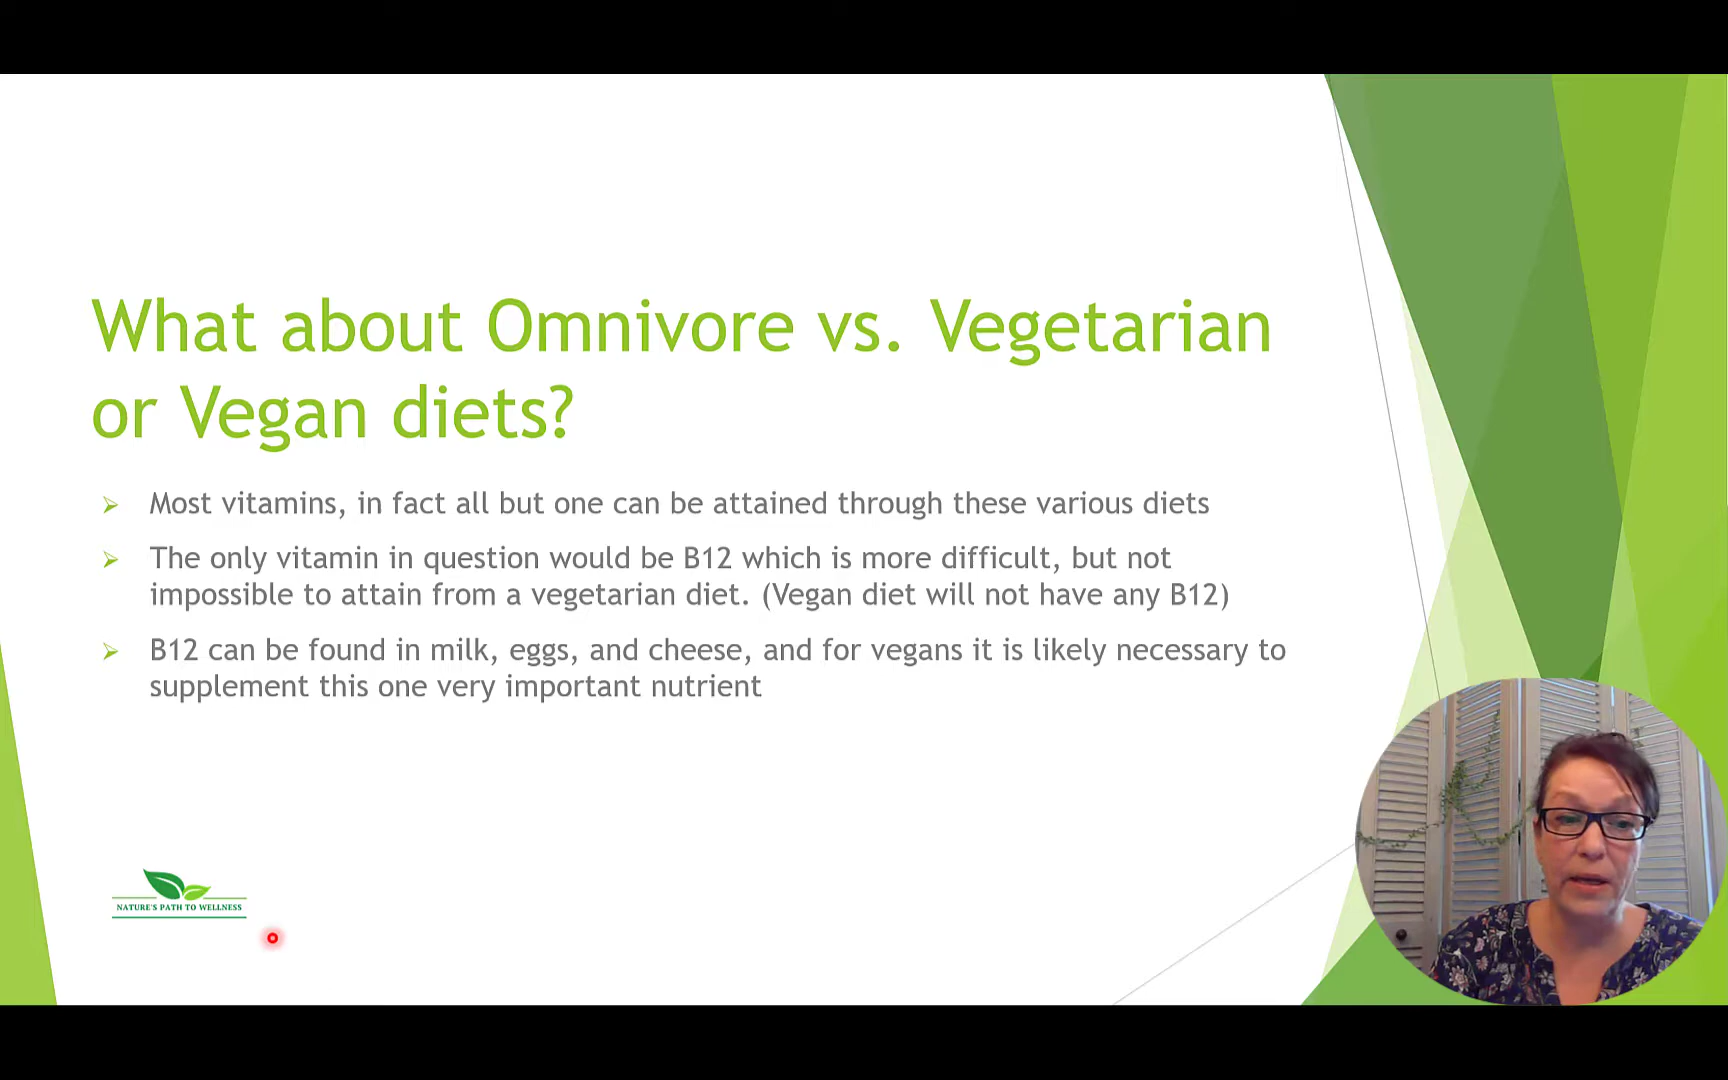 What about Omnivore vs. Vegetarian
or Vegan diets?
Most vitamins, in fact all but one can be attained through these various diets
The only vitamin in question would be B12 which is more difficult, but not
impossible to attain from a vegetarian diet. (Vegan diet will not have any B12)
B12 can be found in milk, eggs, and cheese, and for vegans it is likely necessary to
supplement this one very important nutrient
NATURE'S PATH TO WELLNESS